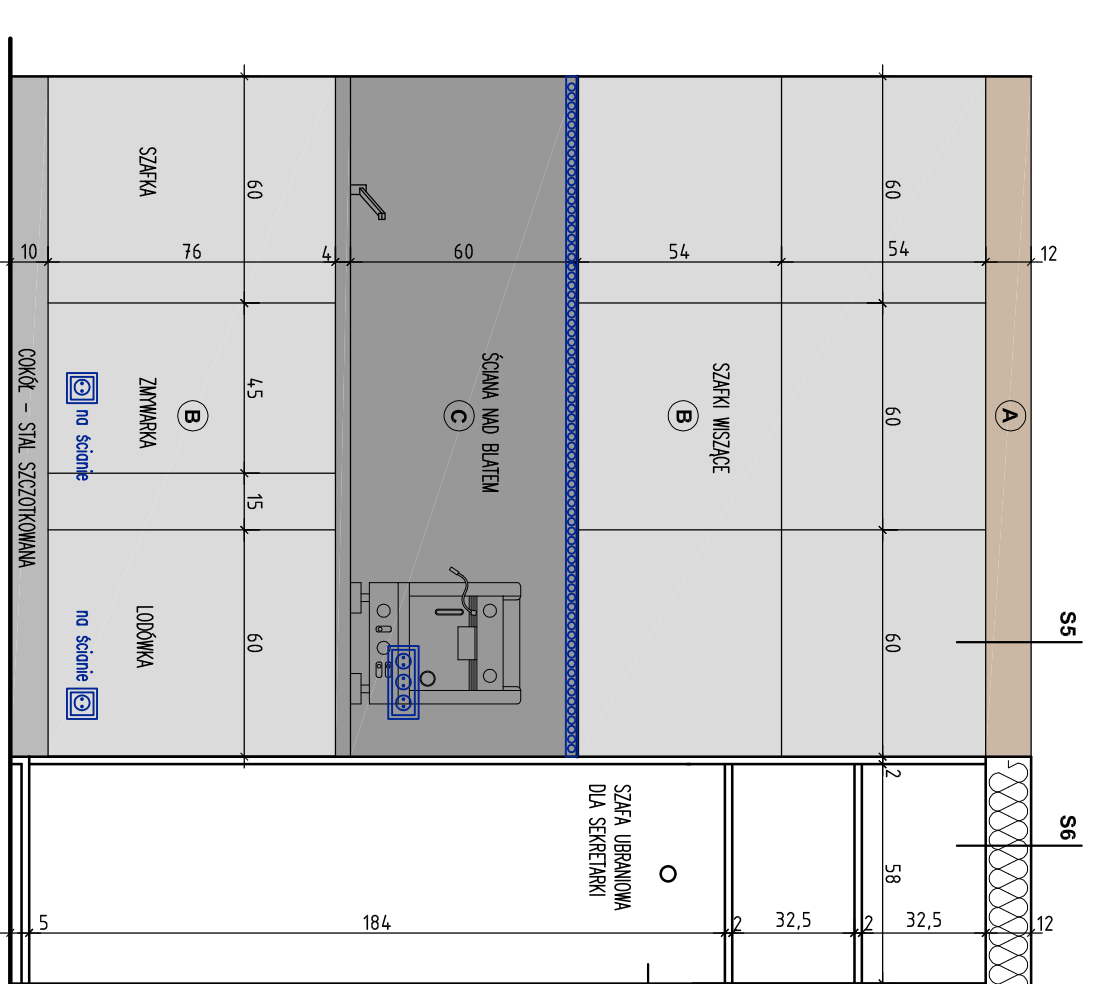 S5
S6
12
A
12
60
60
60
2
58
54
32,5
2
32,5
2
SZAFKI WISZĄCE
B
54
SZAFA UBRANIOWA
DLA SEKRETARKI
ŚCIANA NAD BLATEM
C
60
184
4
60
45
15
60
B
76
SZAFKA
ZMYWARKA
LODÓWKA
na ścianie
na ścianie
5
10
COKÓŁ - STAL SZCZOTKOWANA